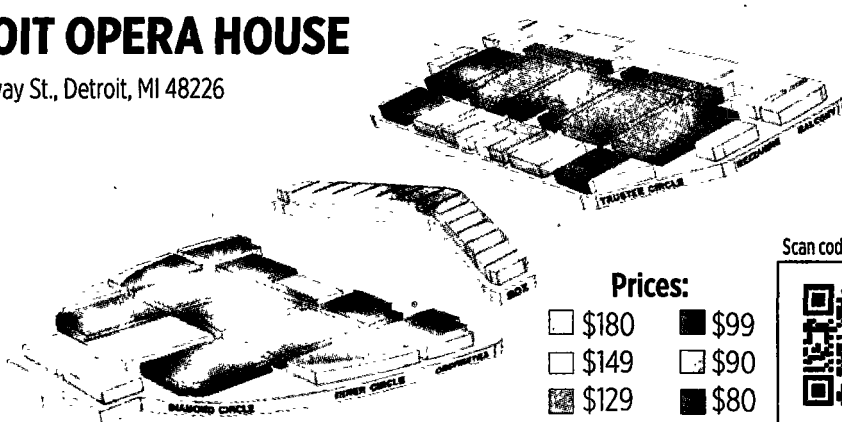 OIT OPERA HOUSE
way St., Detroit, MI 48226
TRUSTEE CIRCLE
MEZZANINE
BALCONY
BOX
DIAMOND CIRCLE
INNER CIRCLE
ORCHESTRA
Scan cod
Prices:
$180 $99
$149 $90
$129 $80